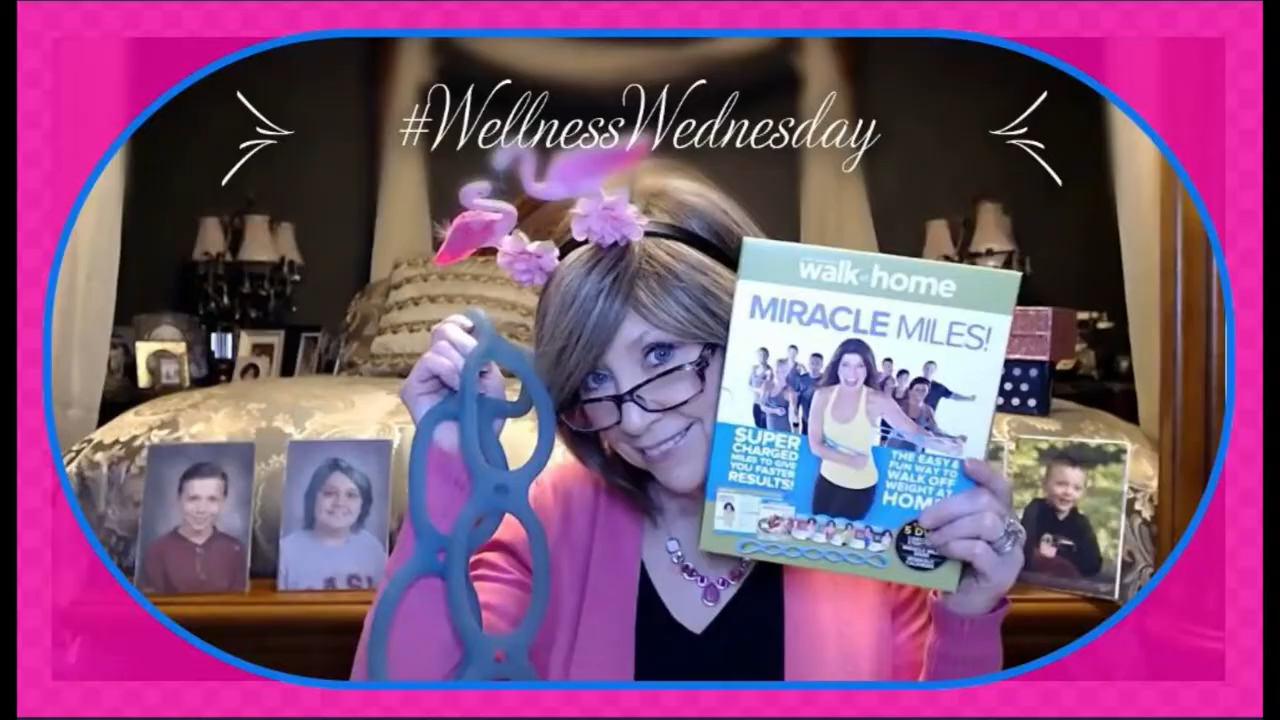 #WellnessWednesday
walk at home
MIRACLE MILES!
SUPER
CHARGED
MILES TO GIVE
YOU FASTER
RESULTS!
THE EASY &
FUN WAY TO
WALK OFF
WEIGHT AT
HOME